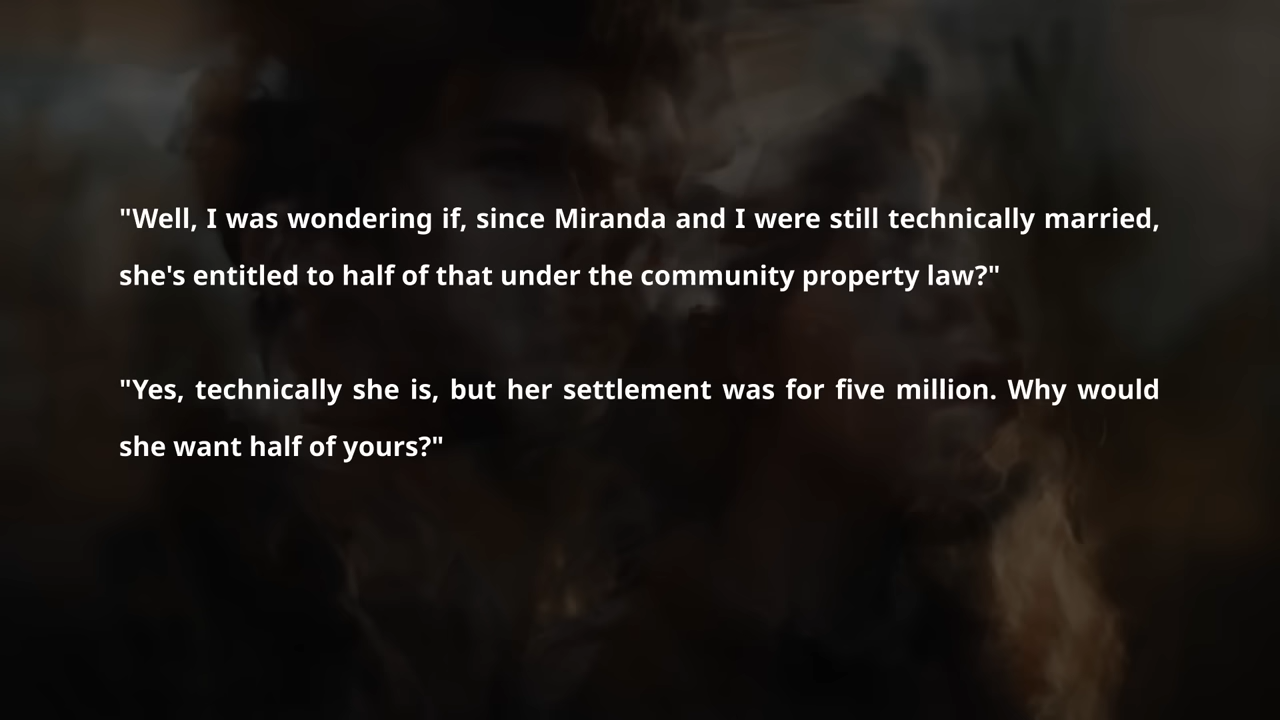 "Well, I was wondering if, since Miranda and I were still technically married,
she's entitled to half of that under the community property law?"
"Yes, technically she is, but her settlement was for five million. Why would
she want half of yours?"